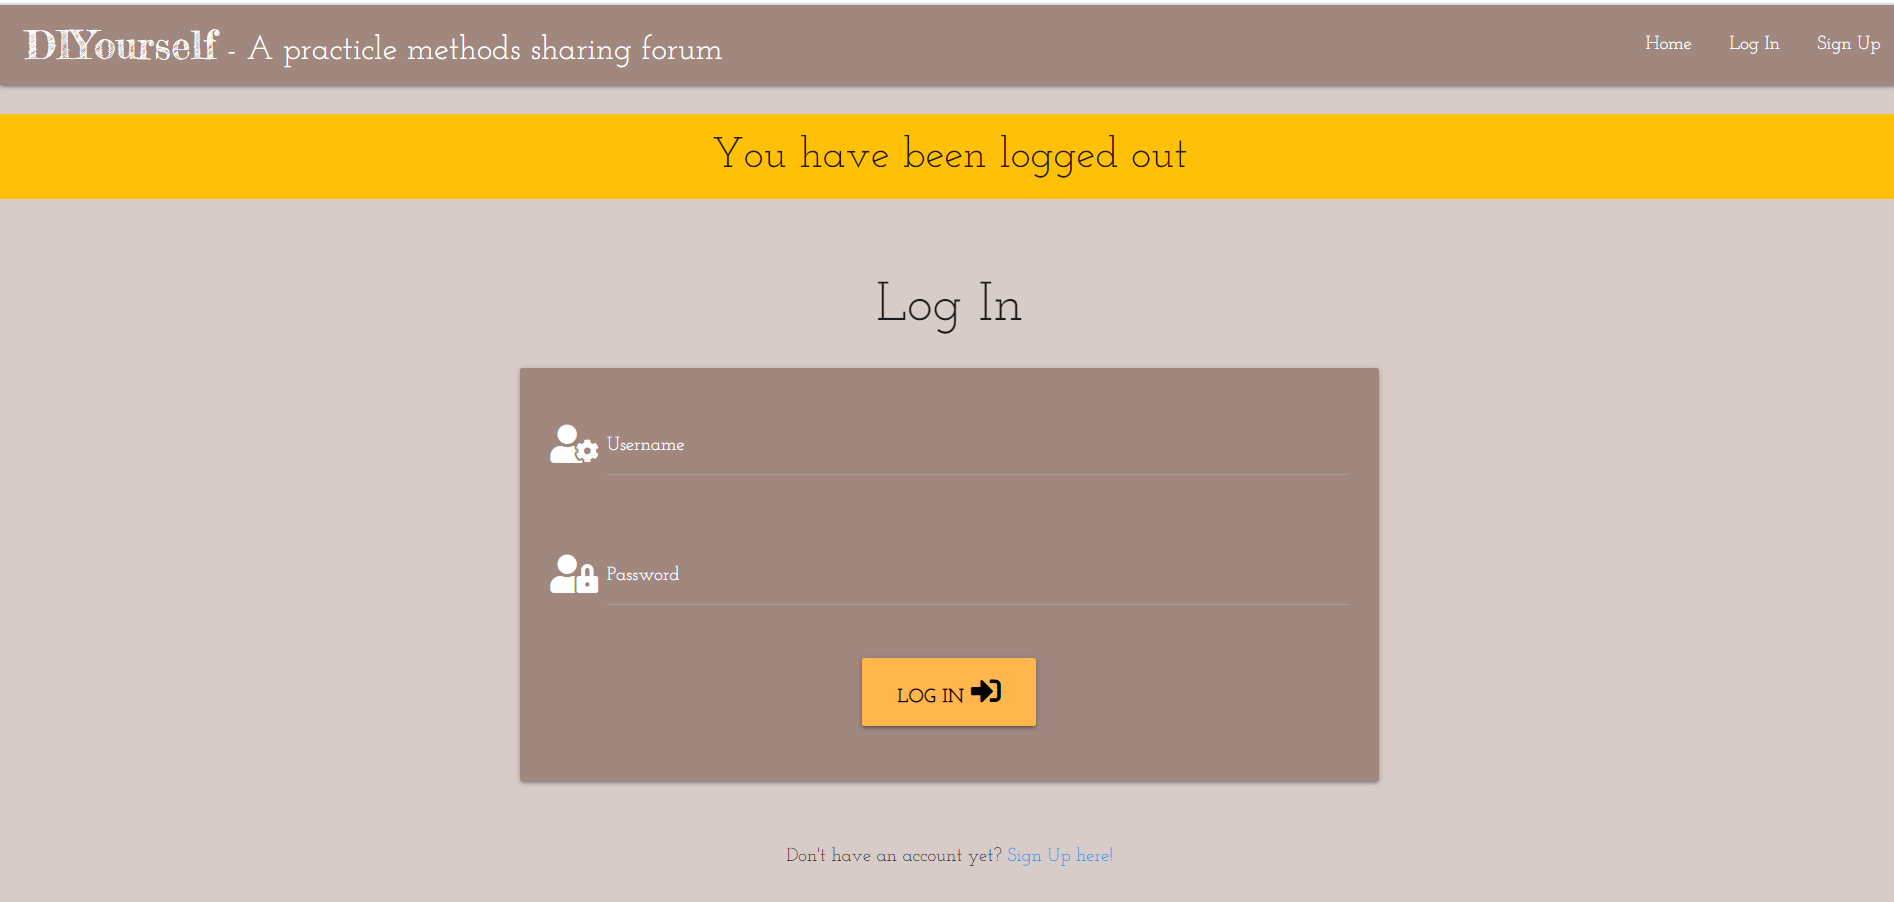 DIYourself - A practicle methods sharing forum
Home Log In Sign Up
You have been logged out
Log In
Username
Password
LOG IN
Don't have an account yet? Sign Up here!